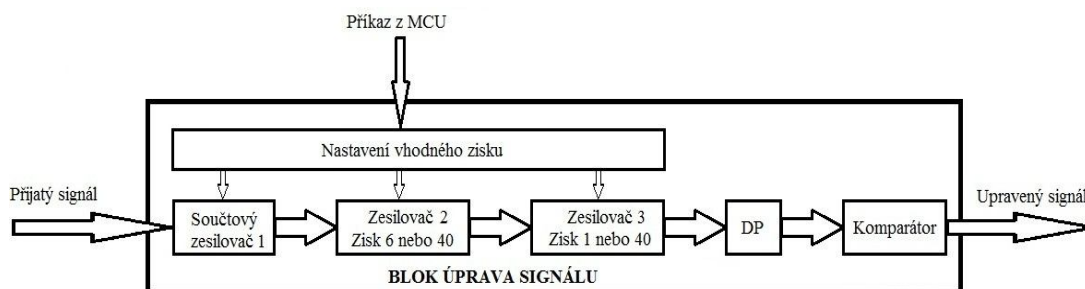 Příkaz z MCU
Nastavení vhodného zisku
Přijatý signál
Součtový
zesilovač 1
Zesilovač 2
Zisk 6 nebo 40
Zesilovač 3
Zisk 1 nebo 40
DP
Komparátor
Upravený signál
BLOK ÚPRAVA SIGNÁLU